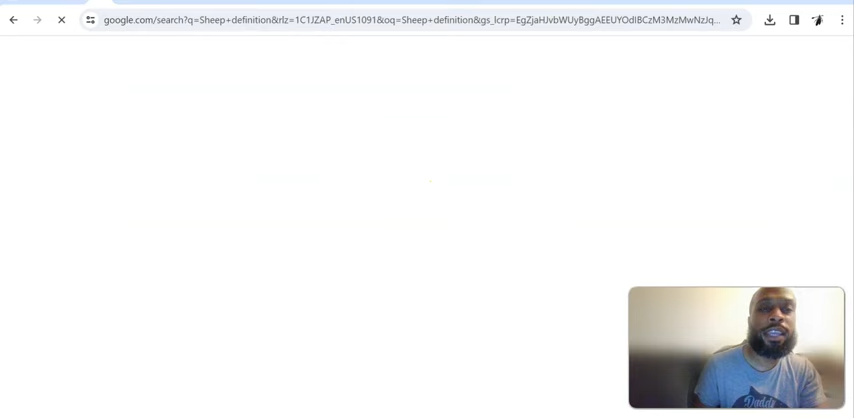 google.com/search?q=Sheep+definition&rlz=1C1JZAP_enUS1091&oq=Sheep+definition&gs_lcrp=EgZjaHJvbWUyBggAEEUYOdIBCzM3MzMwNzJq...
Daddy